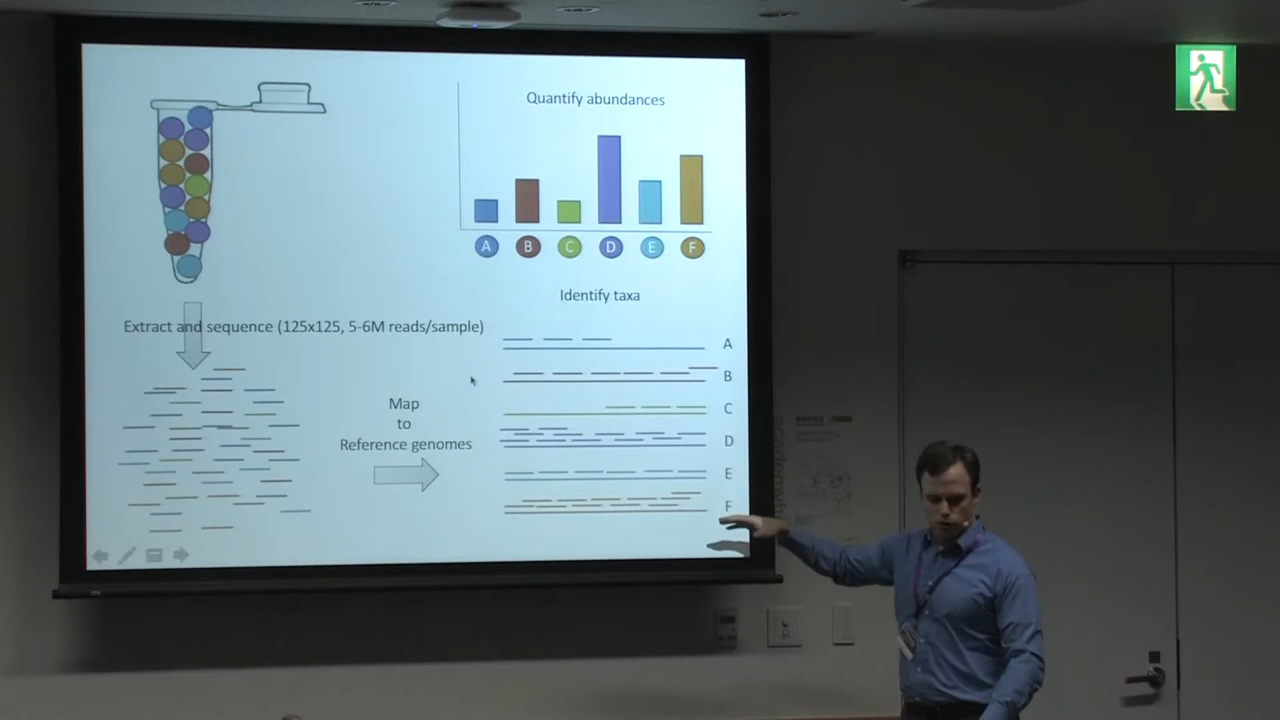 Quantify abundances
A B C D E F
Identify taxa
Extract and sequence (125x125, 5-6M reads/sample)
A
B
C
D
E
F
Map
to
Reference genomes